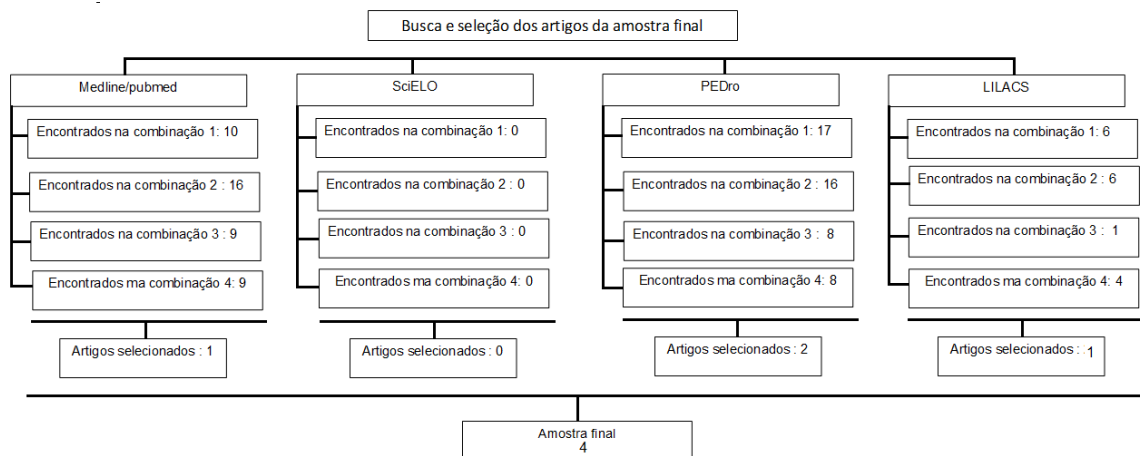 Busca e seleção dos artigos da amostra final
Medline/pubmed
Encontrados na combinação 1: 10
Encontrados na combinação 2 : 16
Encontrados na combinação 3 : 9
Encontrados ma combinação 4: 9
Artigos selecionados : 1
SciELO
Encontrados na combinação 1: 0
Encontrados na combinação 2 : 0
Encontrados na combinação 3 : 0
Encontrados ma combinação 4: 0
Artigos selecionados : 0
PEDro
Encontrados na combinação 1: 17
Encontrados na combinação 2 : 16
Encontrados na combinação 3 : 8
Encontrados ma combinação 4: 8
Artigos selecionados : 2
LILACS
Encontrados na combinação 1: 6
Encontrados na combinação 2 : 6
Encontrados na combinação 3 : 1
Encontrados ma combinação 4: 4
Artigos selecionados : 1
Amostra final
4